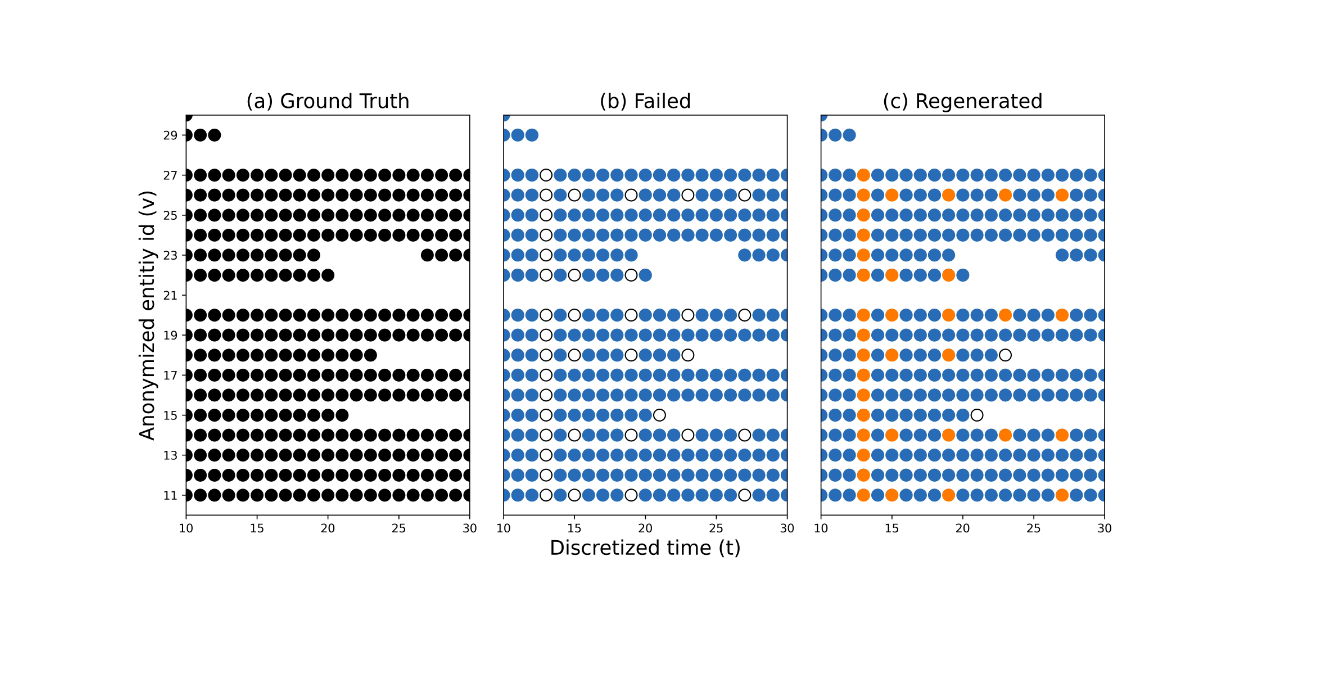 (a) Ground Truth
(b) Failed
(c) Regenerated
Anonymized entitiy id (v)
29
27
25
23
21
19
17
15
13
11
10 15 20 25 30
10 15 20 25 30
10 15 20 25 30
Discretized time (t)